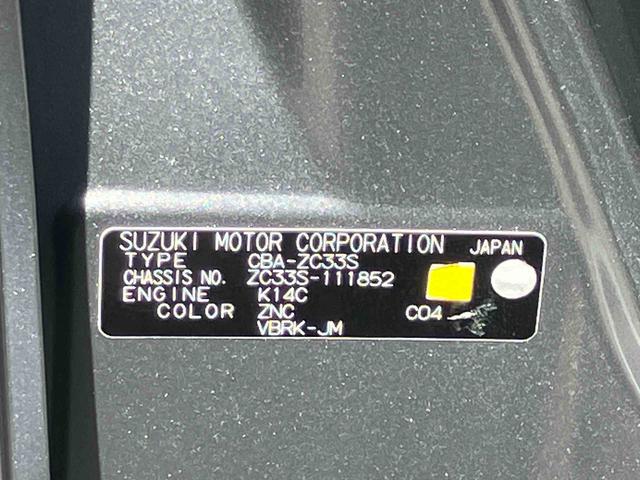 SUZUKI MOTOR CORPORATION JAPAN
TYPE CBA-ZC33S
CHASSIS NO. ZC33S-111852
ENGINE K14C
COLOR ZNC C04
VBRK-JM